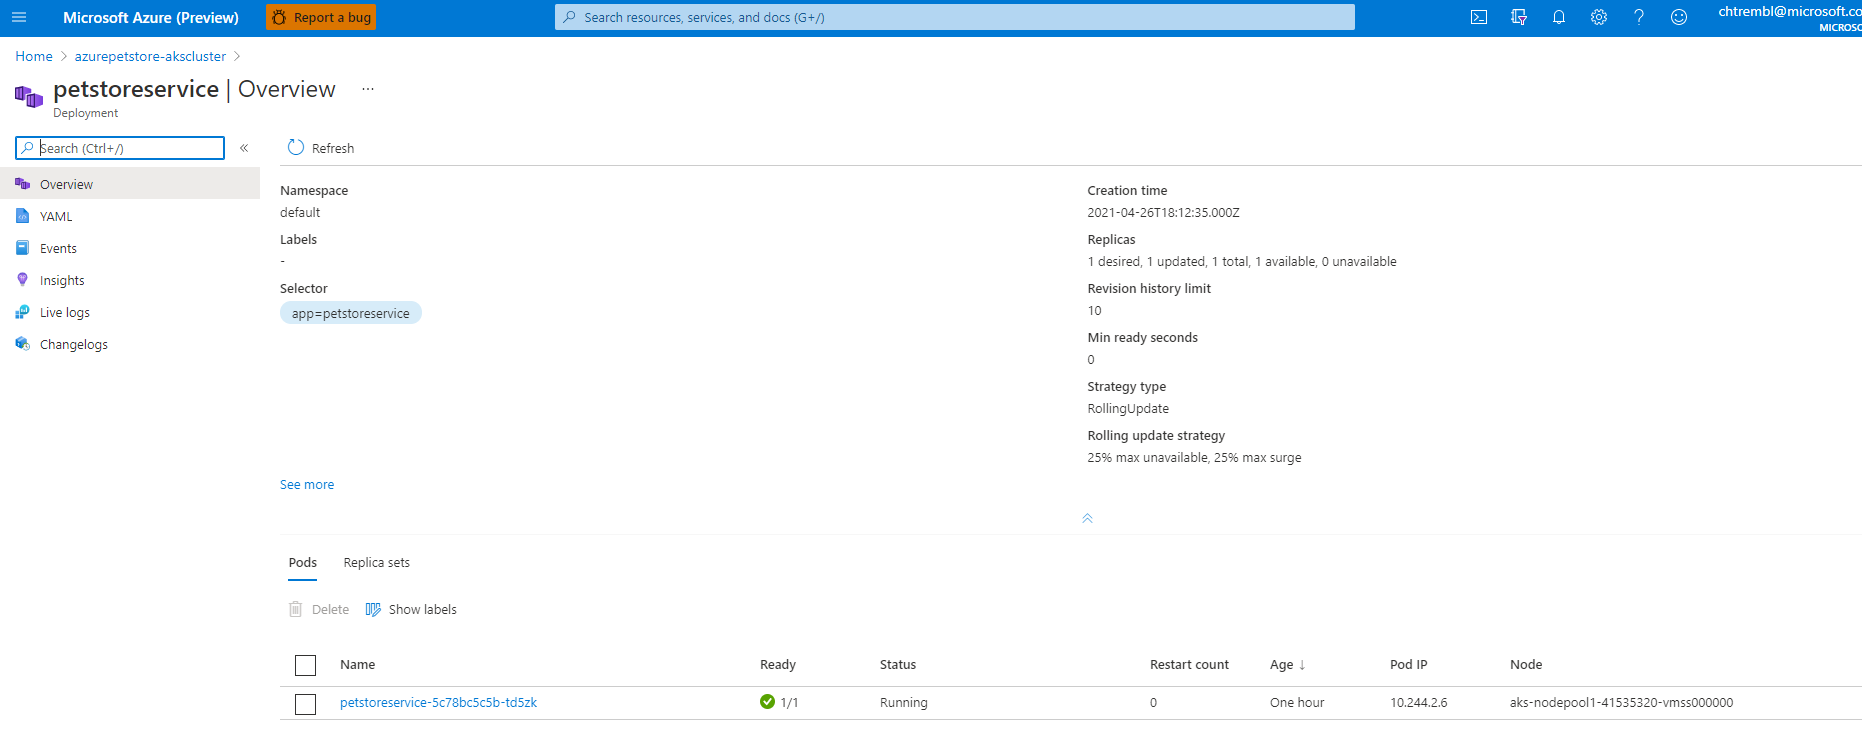 Microsoft Azure (Preview)
Report a bug
Search resources, services, and docs (G+/)
chtrembl@microsoft.co
MICROSO
Home > azurepetstore-akscluster >
petstoreservice | Overview ...
Deployment
Search (Ctrl+/)
«
Refresh
Overview
YAML
Events
Insights
Live logs
Changelogs
Namespace
default
Labels
-
Selector
app=petstoreservice
See more
Creation time
2021-04-26T18:12:35.000Z
Replicas
1 desired, 1 updated, 1 total, 1 available, 0 unavailable
Revision history limit
10
Min ready seconds
0
Strategy type
RollingUpdate
Rolling update strategy
25% max unavailable, 25% max surge
Pods Replica sets
Delete Show labels
Name Ready Status Restart count Age ↓ Pod IP Node
petstoreservice-5c78bc5c5b-td5zk 1/1 Running 0 One hour 10.244.2.6 aks-nodepool1-41535320-vmss000000